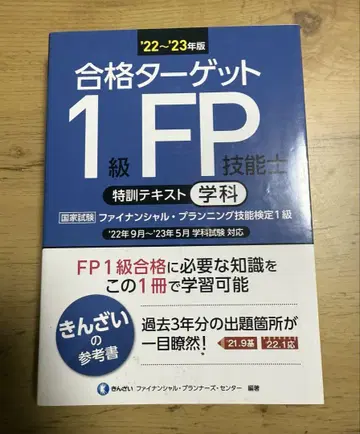 '22〜'23年版
合格ターゲット
1級FP技能士
特訓テキスト 学科
国家試験 ファイナンシャル・プランニング技能検定1級
'22年9月〜'23年5月 学科試験 対応
FP1級合格に必要な知識を
この1冊で学習可能
きんざい
の
参考書
過去3年分の出題箇所が
一目瞭然! '21.9基 '22.1応
きんざい ファイナンシャル・プランナーズ・センター 編著